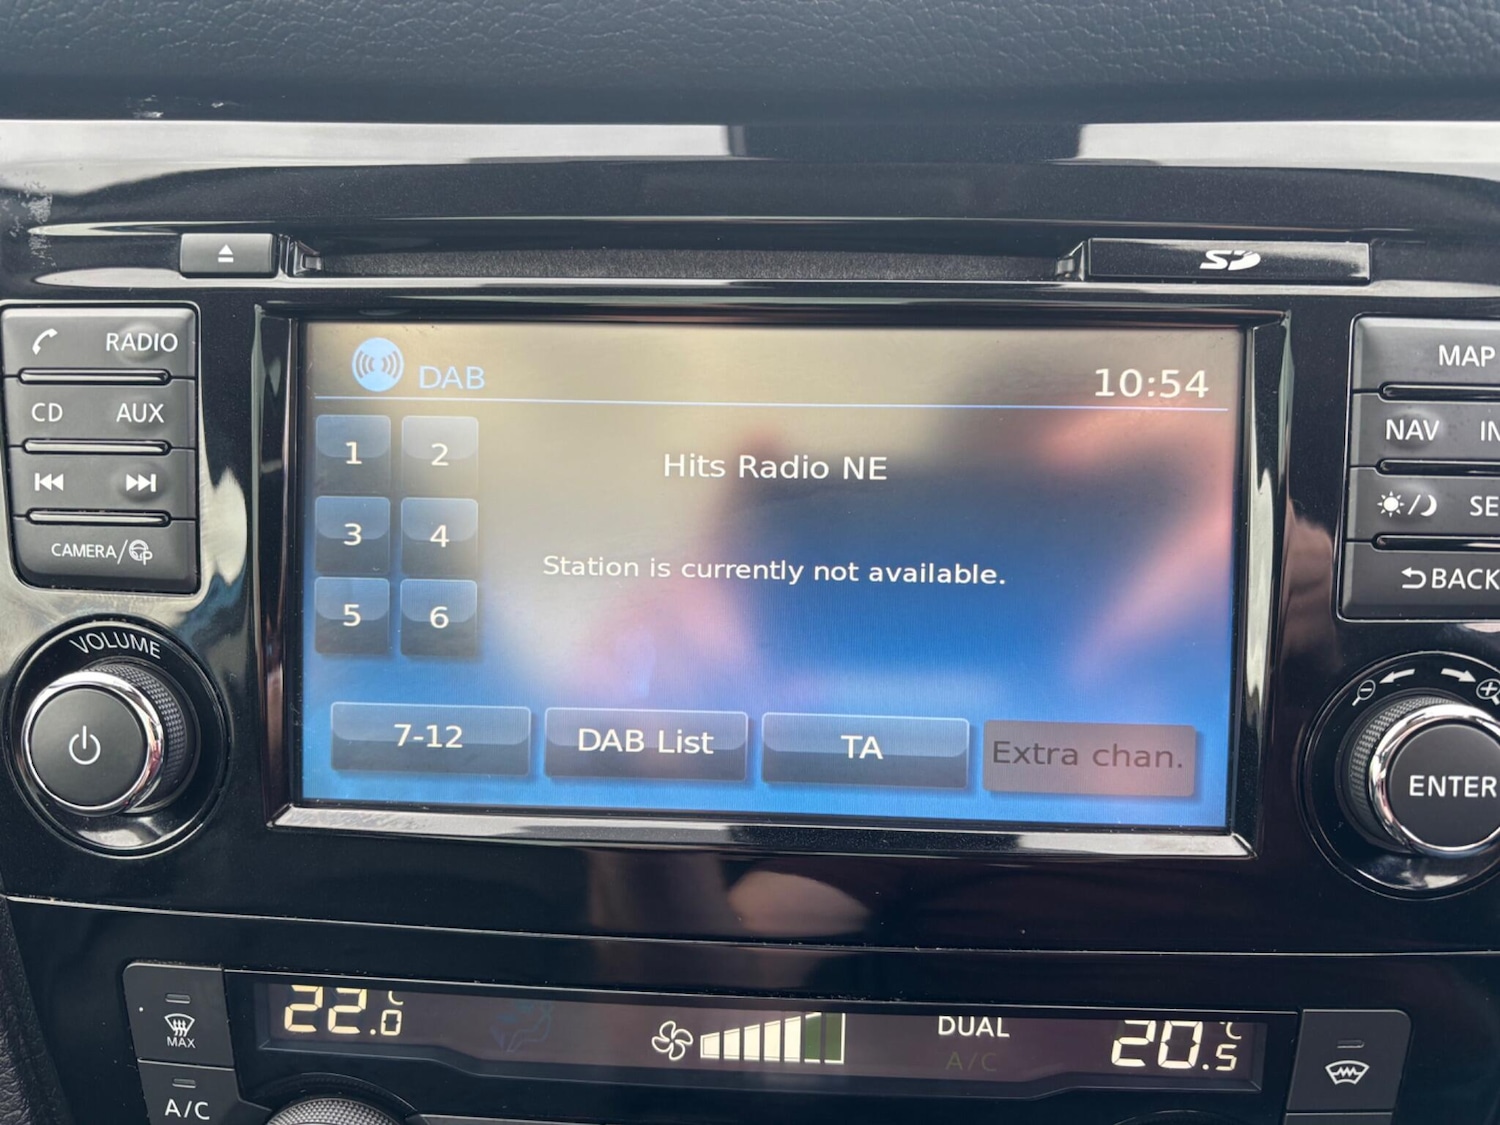 SD
RADIO
CD AUX
CAMERA/
VOLUME
DAB
10:54
1 2
3 4
5 6
Hits Radio NE
Station is currently not available.
7-12 DAB List TA Extra chan.
MAP
NAV
BACK
ENTER
MAX
A/C
22.0 °C
DUAL
A/C
20.5 °C